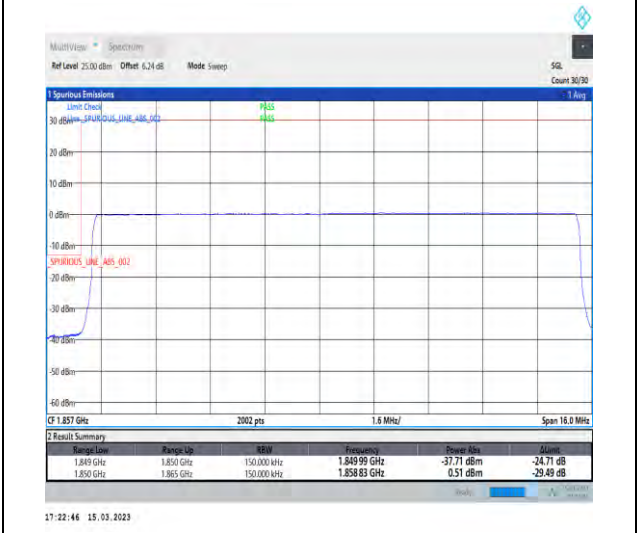 MultiView Spectrum
Ref Level 25.00 dBm Offset 6.24 dB Mode Sweep SGL
Count 30/30
1 Spurious Emissions 1 Avg
Limit Check PASS
30 dBm Line _SPURIOUS_LINE_ABS_002 PASS
20 dBm
10 dBm
0 dBm
-10 dBm
_SPURIOUS_LINE_ABS_002
-20 dBm
-30 dBm
-40 dBm
-50 dBm
-60 dBm
CF 1.857 GHz 2002 pts 1.6 MHz/ Span 16.0 MHz
2 Result Summary
Range Low Range Up RBW Frequency Power Abs ΔLimit
1.849 GHz 1.850 GHz 150.000 kHz 1.84999 GHz -37.71 dBm -24.71 dB
1.850 GHz 1.865 GHz 150.000 kHz 1.85883 GHz 0.51 dBm -29.49 dB
17:22:46 15.03.2023